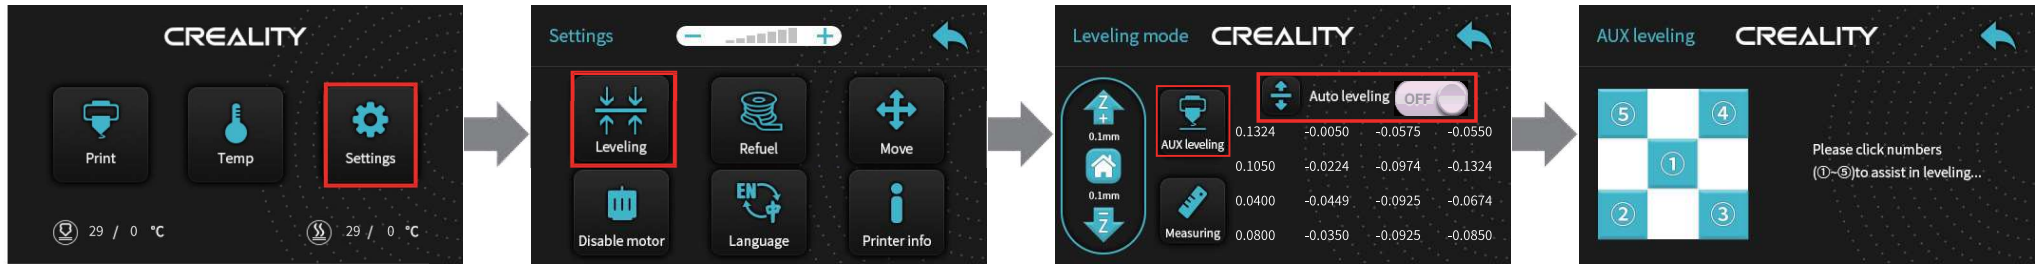 CREALITY
Print
Temp
Settings
29 / 0 °C
29 / 0 °C
Settings
− +
Leveling
Refuel
Move
EN 中
Disable motor
Language
Printer info
Leveling mode CREALITY
Z
+
0.1mm
0.1mm
Z
AUX leveling
Measuring
Auto leveling OFF
0.1324 -0.0050 -0.0575 -0.0550
0.1050 -0.0224 -0.0974 -0.1324
0.0400 -0.0449 -0.0925 -0.0674
0.0800 -0.0350 -0.0925 -0.0850
AUX leveling CREALITY
⑤ ④
①
② ③
Please click numbers
(①~⑤)to assist in leveling...